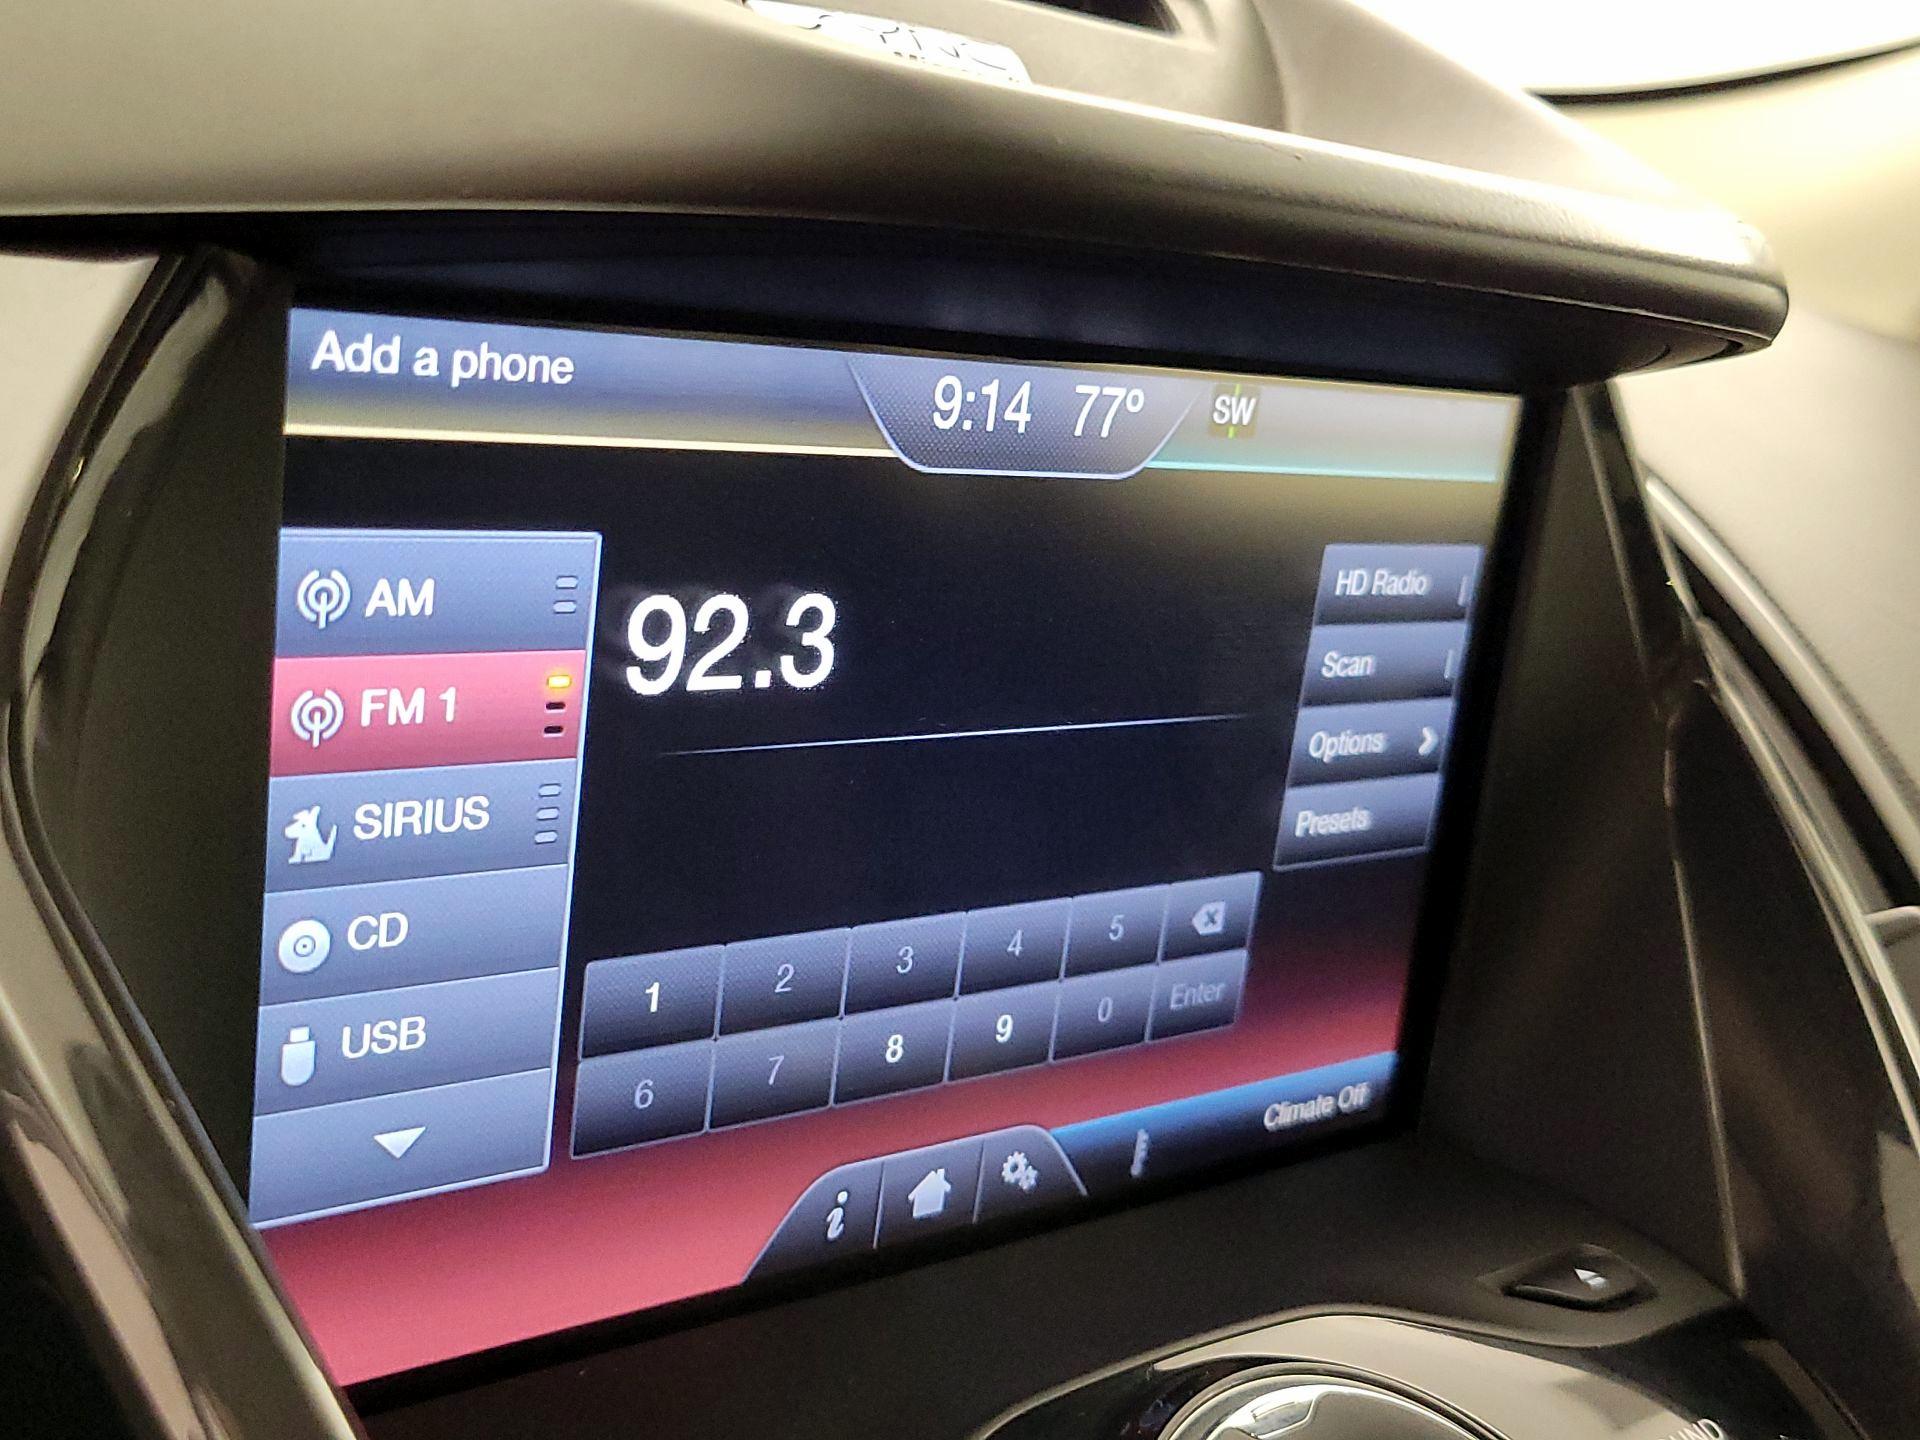 SYNC
Add a phone
9:14 77° SW
AM
FM 1
SIRIUS
CD
USB
92.3
HD Radio
Scan
Options
Presets
1 2 3 4 5
6 7 8 9 0 Enter
i
Climate Off